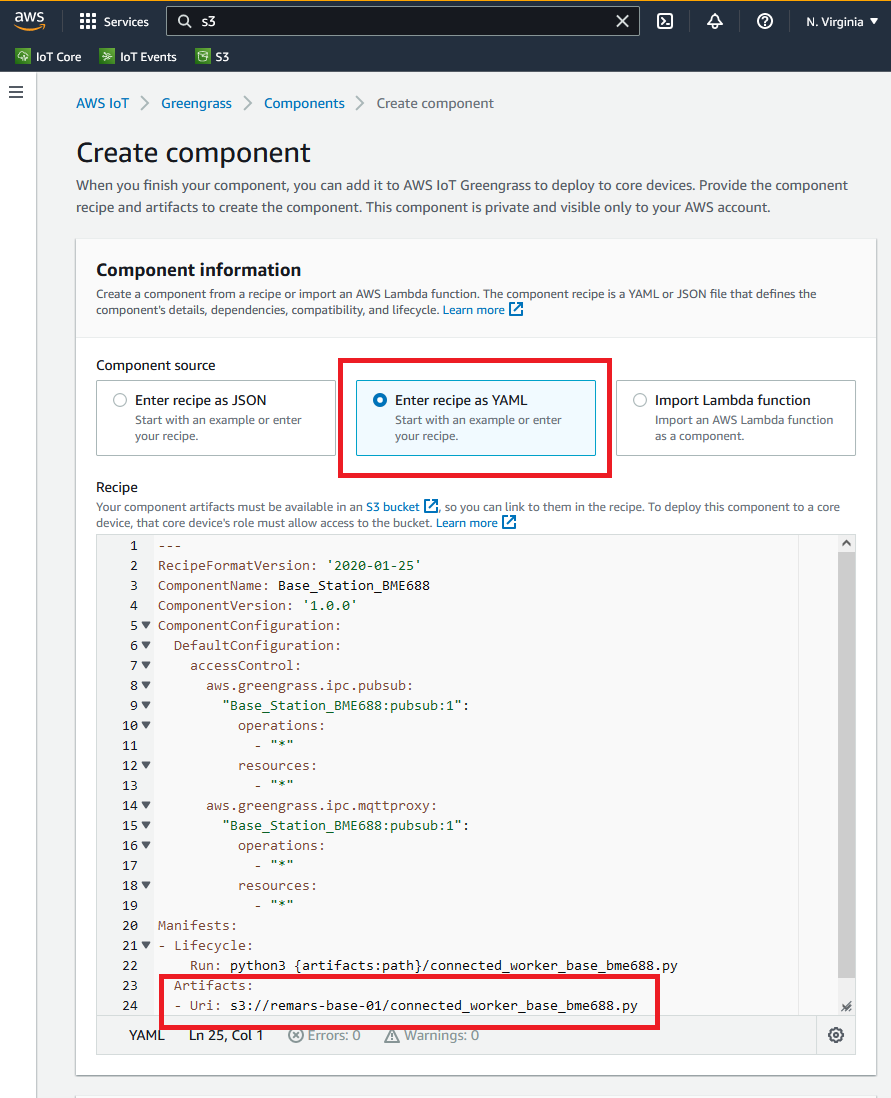 aws Services s3 N. Virginia
IoT Core IoT Events S3
AWS IoT Greengrass Components Create component
Create component
When you finish your component, you can add it to AWS IoT Greengrass to deploy to core devices. Provide the component
recipe and artifacts to create the component. This component is private and visible only to your AWS account.
Component information
Create a component from a recipe or import an AWS Lambda function. The component recipe is a YAML or JSON file that defines the
component's details, dependencies, compatibility, and lifecycle. Learn more
Component source
Enter recipe as JSON
Start with an example or enter
your recipe.
Enter recipe as YAML
Start with an example or enter
your recipe.
Import Lambda function
Import an AWS Lambda function
as a component.
Recipe
Your component artifacts must be available in an S3 bucket , so you can link to them in the recipe. To deploy this component to a core
device, that core device's role must allow access to the bucket. Learn more
1 ---
2 RecipeFormatVersion: '2020-01-25'
3 ComponentName: Base_Station_BME688
4 ComponentVersion: '1.0.0'
5 ComponentConfiguration:
6 DefaultConfiguration:
7 accessControl:
8 aws.greengrass.ipc.pubsub:
9 "Base_Station_BME688:pubsub:1":
10 operations:
11 - "*"
12 resources:
13 - "*"
14 aws.greengrass.ipc.mqttproxy:
15 "Base_Station_BME688:pubsub:1":
16 operations:
17 - "*"
18 resources:
19 - "*"
20 Manifests:
21 - Lifecycle:
22 Run: python3 {artifacts:path}/connected_worker_base_bme688.py
23 Artifacts:
24 - Uri: s3://remars-base-01/connected_worker_base_bme688.py
YAML Ln 25, Col 1 Errors: 0 Warnings: 0